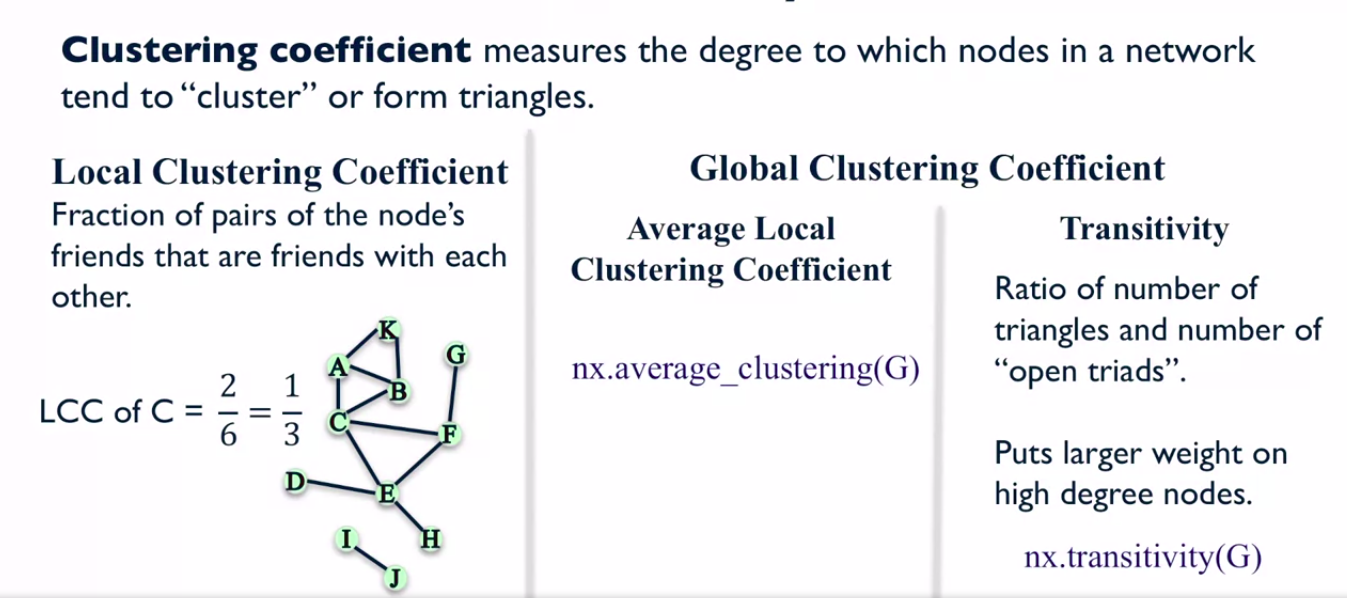 Clustering coefficient measures the degree to which nodes in a network
tend to “cluster” or form triangles.
Local Clustering Coefficient
Fraction of pairs of the node’s
friends that are friends with each
other.
LCC of C = 2/6 = 1/3
K
A
G
B
C
F
D
E
I
H
J
Global Clustering Coefficient
Average Local
Clustering Coefficient
nx.average_clustering(G)
Transitivity
Ratio of number of
triangles and number of
“open triads”.
Puts larger weight on
high degree nodes.
nx.transitivity(G)